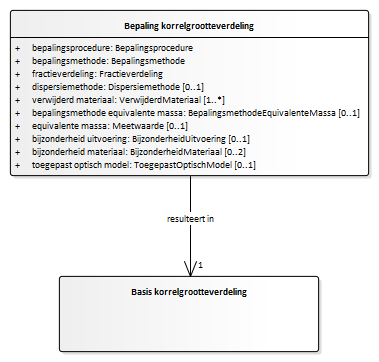 Bepaling korrelgrootteverdeling
+ bepalingsprocedure: Bepalingsprocedure
+ bepalingsmethode: Bepalingsmethode
+ fractieverdeling: Fractieverdeling
+ dispersiemethode: Dispersiemethode [0..1]
+ verwijderd materiaal: VerwijderdMateriaal [1..*]
+ bepalingsmethode equivalente massa: BepalingsmethodeEquivalenteMassa [0..1]
+ equivalente massa: Meetwaarde [0..1]
+ bijzonderheid uitvoering: BijzonderheidUitvoering [0..1]
+ bijzonderheid materiaal: BijzonderheidMateriaal [0..2]
+ toegepast optisch model: ToegepastOptischModel [0..1]
resulteert in
1
Basis korrelgrootteverdeling